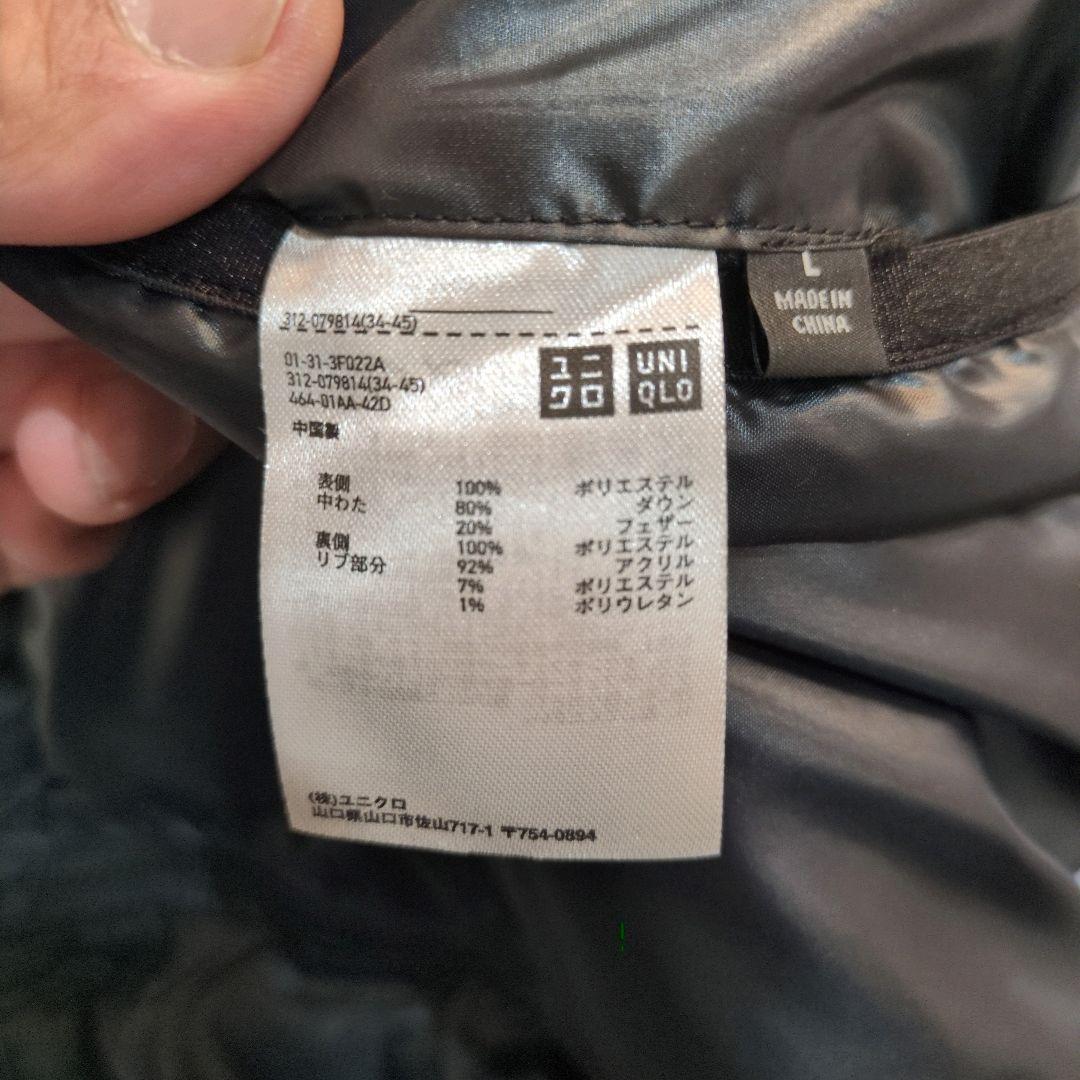 312-079814(34-45)
01-31-3F022A
312-079814(34-45)
464-01AA-42D
中国製
ユニクロ
UNIQLO
L
MADE IN
CHINA
表側 100% ポリエステル
中わた 80% ダウン
20% フェザー
裏側 100% ポリエステル
リブ部分 92% アクリル
7% ポリエステル
1% ポリウレタン
(株)ユニクロ
山口県山口市佐山717-1 〒754-0894